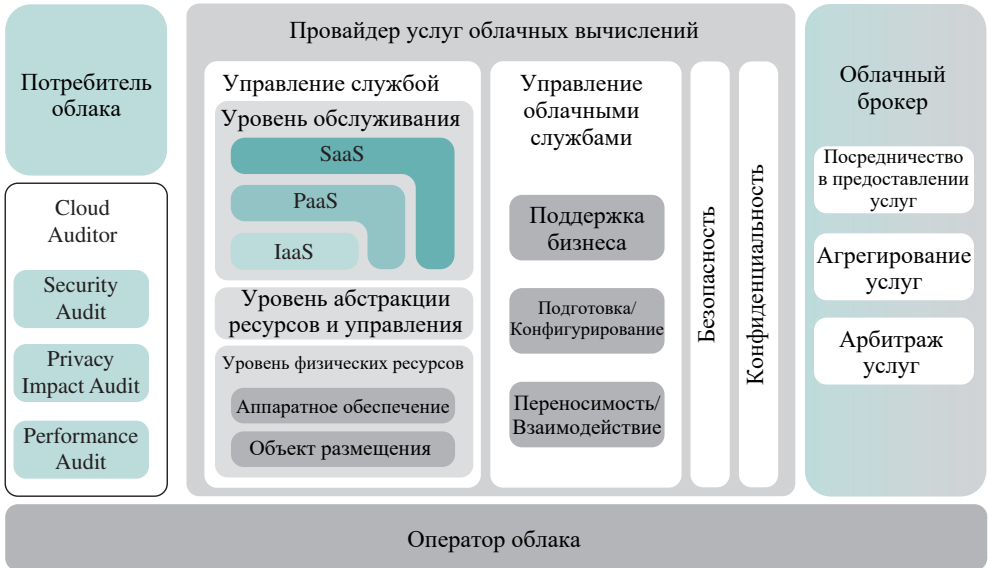 Потребитель
облака
Cloud
Auditor
Security
Audit
Privacy
Impact Audit
Performance
Audit
Провайдер услуг облачных вычислений
Управление службой
Уровень обслуживания
SaaS
PaaS
IaaS
Уровень абстракции
ресурсов и управления
Уровень физических ресурсов
Аппаратное обеспечение
Объект размещения
Управление
облачными
службами
Поддержка
бизнеса
Подготовка/
Конфигурирование
Переносимость/
Взаимодействие
Безопасность
Конфиденциальность
Облачный
брокер
Посредничество
в предоставлении
услуг
Агрегирование
услуг
Арбитраж
услуг
Оператор облака